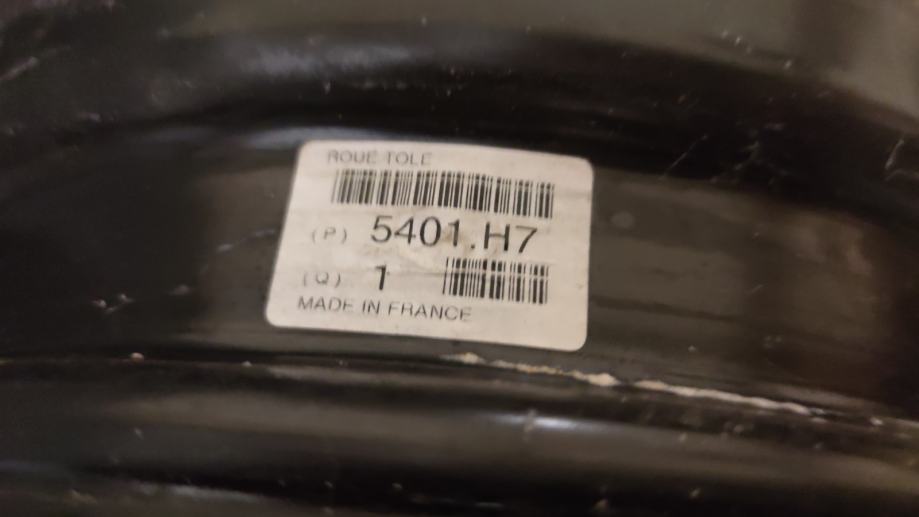 ROUE TOLE
(P) 5401.H7
(Q) 1
MADE IN FRANCE